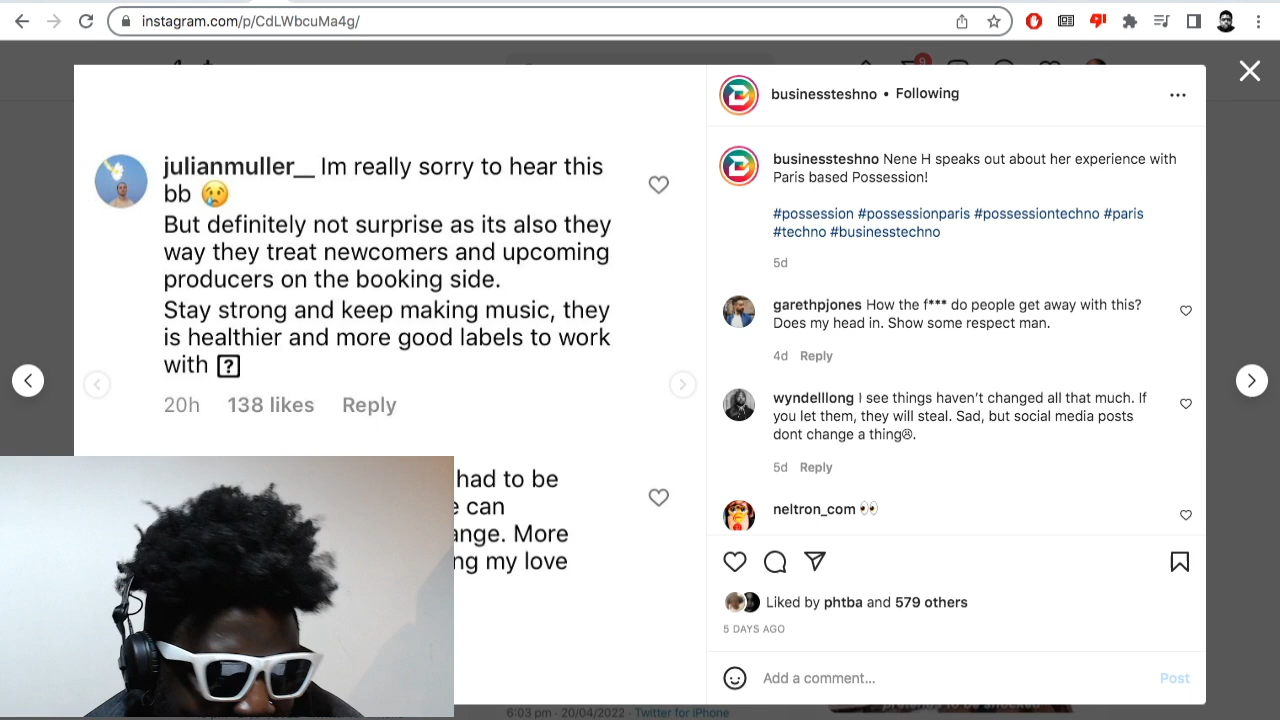 instagram.com/p/CdLWbcuMa4g/
9
julianmuller__ Im really sorry to hear this
bb 😢
But definitely not surprise as its also they
way they treat newcomers and upcoming
producers on the booking side.
Stay strong and keep making music, they
is healthier and more good labels to work
with ?
20h 138 likes Reply
had to be
can
ange. More
ng my love
businessteshno • Following
businessteshno Nene H speaks out about her experience with
Paris based Possession!
#possession #possessionparis #possessiontechno #paris
#techno #businesstechno
5d
garethpjones How the f*** do people get away with this?
Does my head in. Show some respect man.
4d Reply
wyndelllong I see things haven't changed all that much. If
you let them, they will steal. Sad, but social media posts
dont change a thing☹.
5d Reply
neltron_com 👀
Liked by phtba and 579 others
5 DAYS AGO
Add a comment...
Post
6:03 pm · 20/04/2022 · Twitter for iPhone